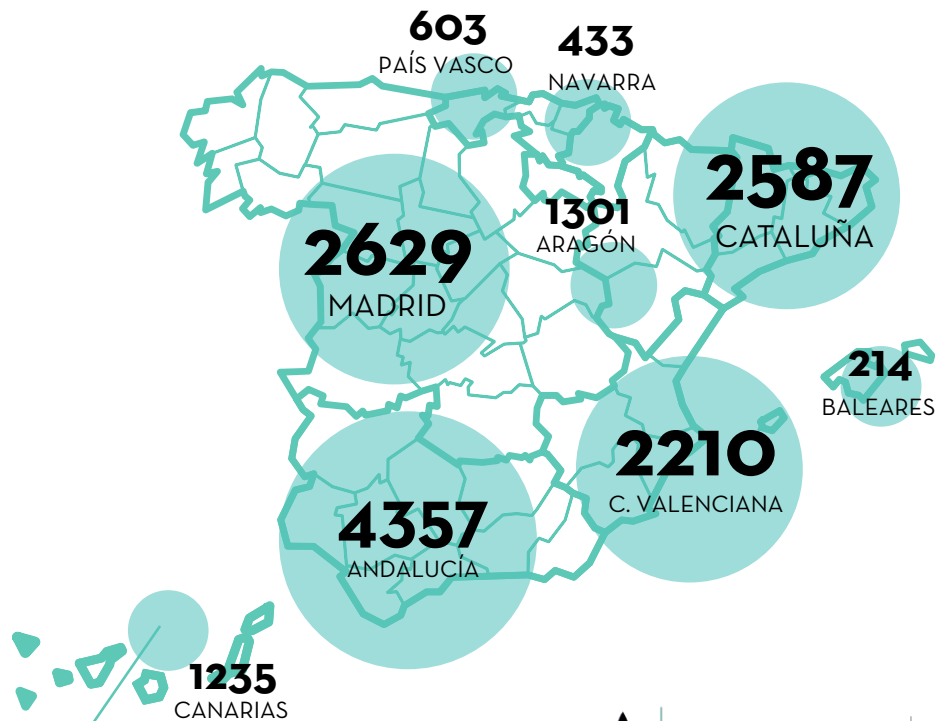 603
PAÍS VASCO
433
NAVARRA
2587
CATALUÑA
1301
ARAGÓN
2629
MADRID
214
BALEARES
2210
C. VALENCIANA
4357
ANDALUCÍA
1235
CANARIAS